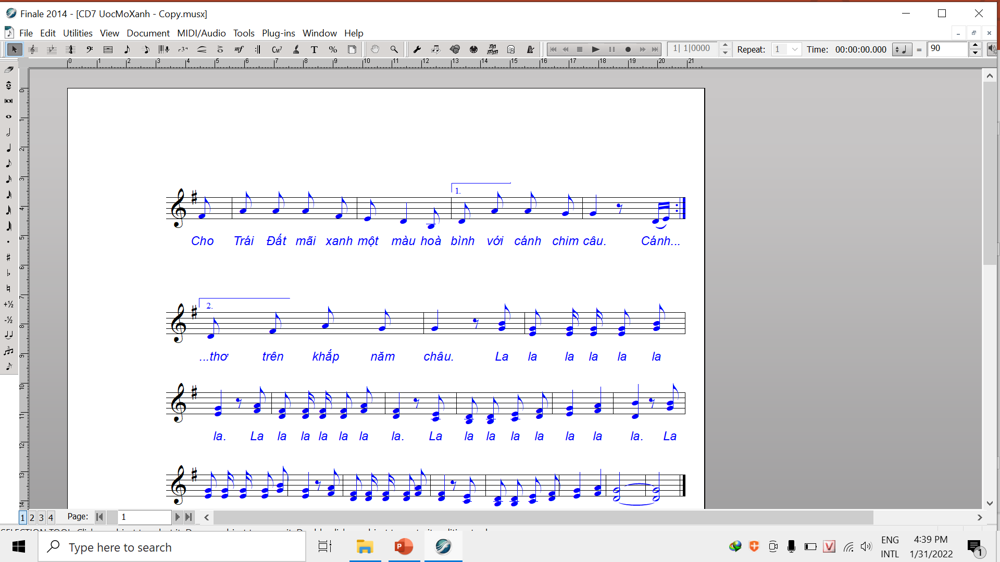 Finale 2014 - [CD7 UocMoXanh - Copy.musx]
File Edit Utilities View Document MIDI/Audio Tools Plug-ins Window Help
1| 1|0000 Repeat: 1 Time: 00:00:00.000 = 90
0 1 2 3 4 5 6 7 8 9 10 11 12 13 14 15 16 17 18 19 20 21
1.
Cho Trái Đất mãi xanh một màu hoà bình với cánh chim câu. Cánh...
2.
...thơ trên khắp năm châu. La la la la la la
la. La la la la la la la. La la la la la la la la. La
1 2 3 4 Page: 1
Type here to search
ENG
INTL
4:39 PM
1/31/2022
1